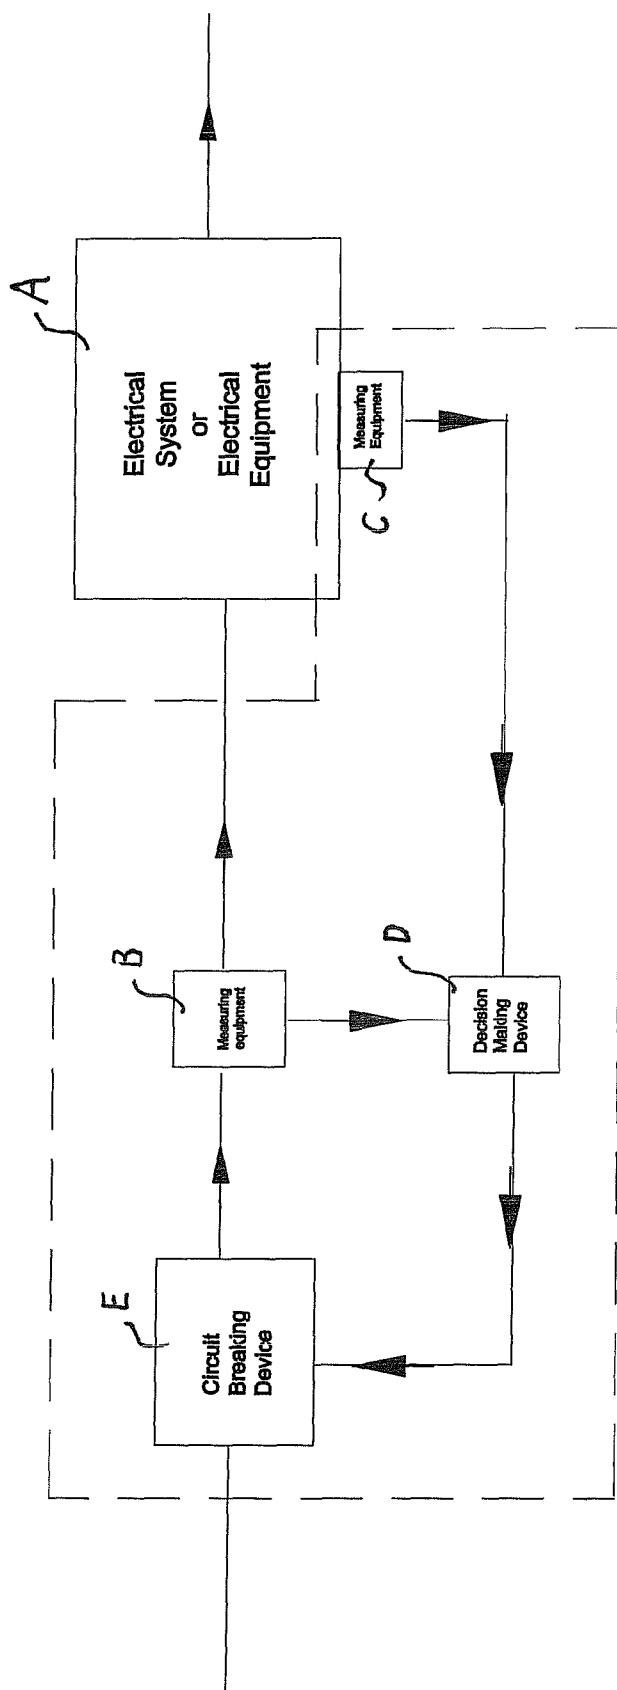 A
Electrical
System
or
Electrical
Equipment
C
Measuring
Equipment
B
Measuring
equipment
D
Decision
Making
Device
E
Circuit
Breaking
Device